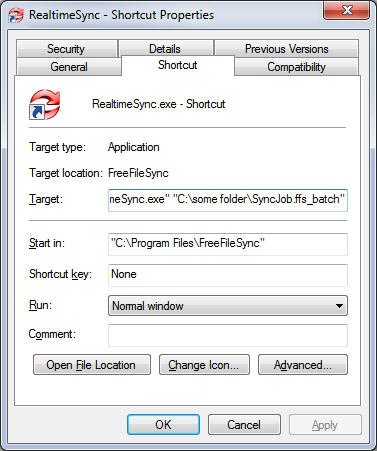 RealtimeSync - Shortcut Properties
Security Details Previous Versions
General Shortcut Compatibility
RealtimeSync.exe - Shortcut
Target type: Application
Target location: FreeFileSync
Target: neSync.exe" "C:\some folder\SyncJob.ffs_batch"
Start in: "C:\Program Files\FreeFileSync"
Shortcut key: None
Run: Normal window
Comment:
Open File Location Change Icon... Advanced...
OK Cancel Apply